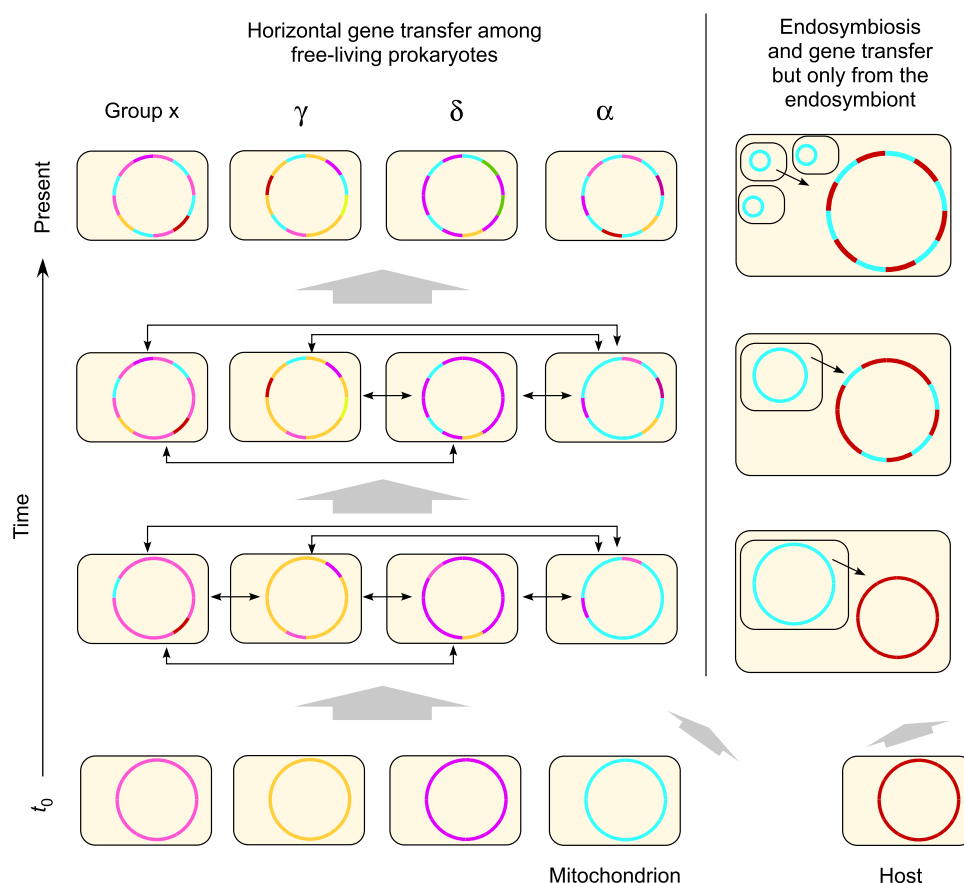 Horizontal gene transfer among
free-living prokaryotes
Endosymbiosis
and gene transfer
but only from the
endosymbiont
Group x
γ
δ
α
Present
Time
t0
Mitochondrion
Host